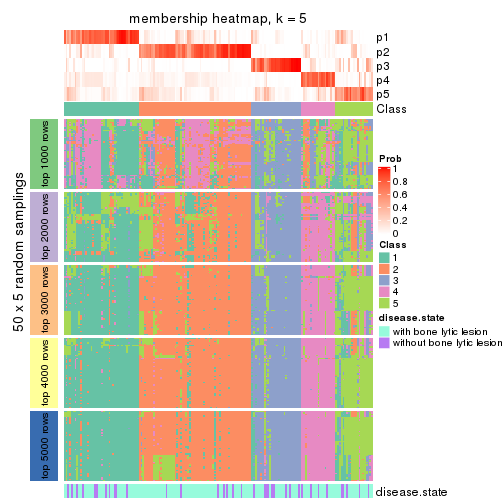 membership heatmap, k = 5
p1
p2
p3
p4
p5
Class
50 x 5 random samplings
top 1000 rows
top 2000 rows
top 3000 rows
top 4000 rows
top 5000 rows
disease.state
Prob
1
0.8
0.6
0.4
0.2
0
Class
1
2
3
4
5
disease.state
with bone lytic lesion
without bone lytic lesion